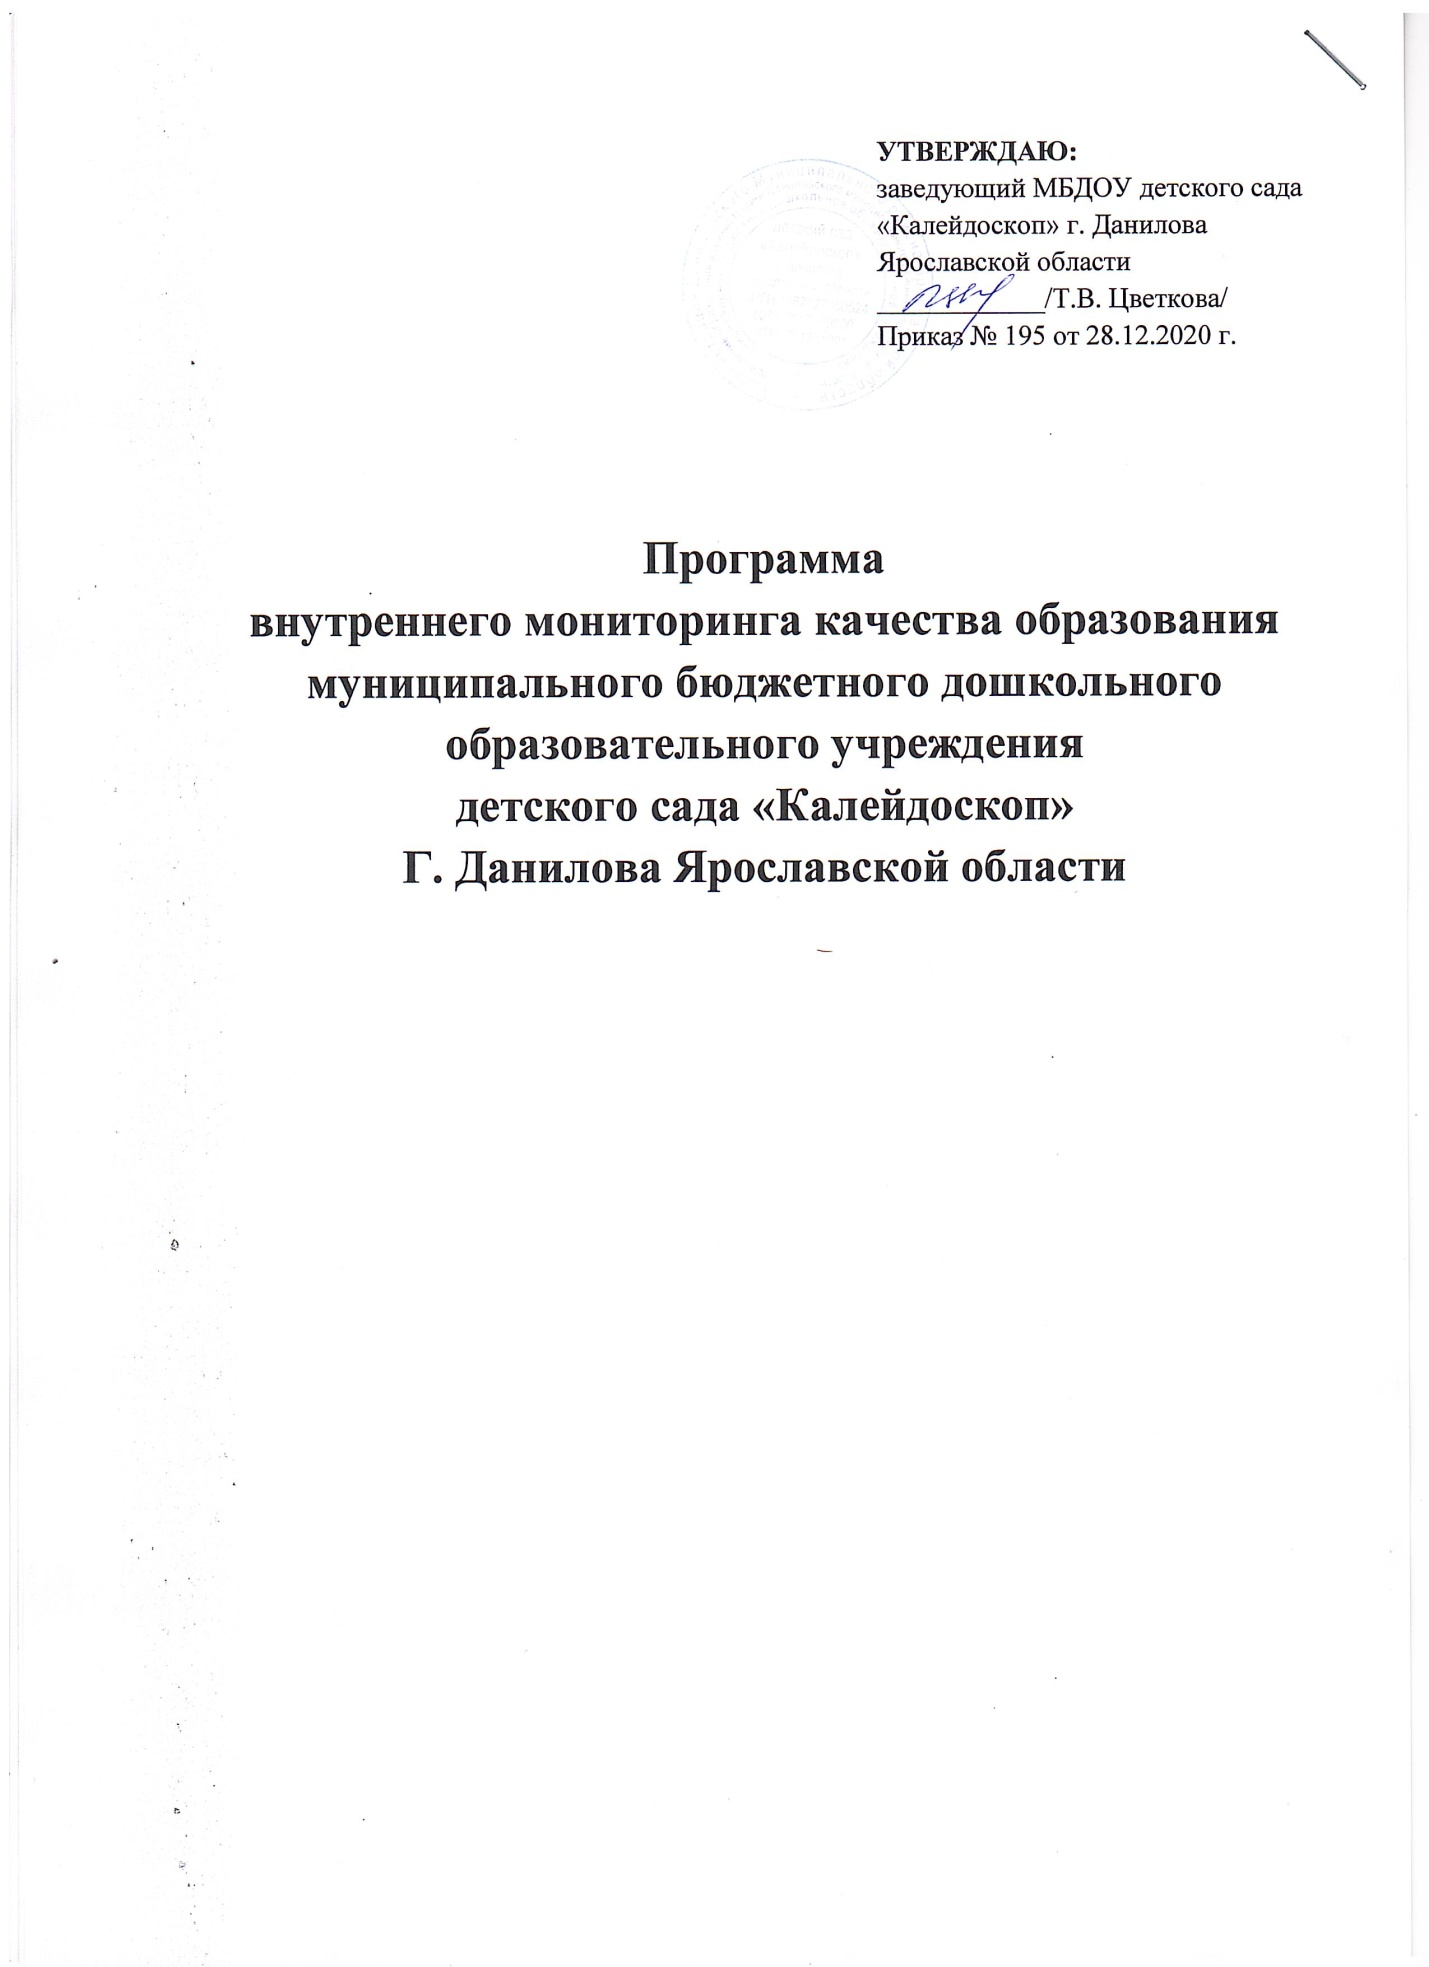 УТВЕРЖДАЮ:
заведующий МБДОУ детского сада
«Калейдоскоп» г. Данилова
Ярославской области
____________/Т.В. Цветкова/
Приказ № 195 от 28.12.2020 г.
Программа
внутреннего мониторинга качества образования
муниципального бюджетного дошкольного
образовательного учреждения
детского сада «Калейдоскоп»
Г. Данилова Ярославской области